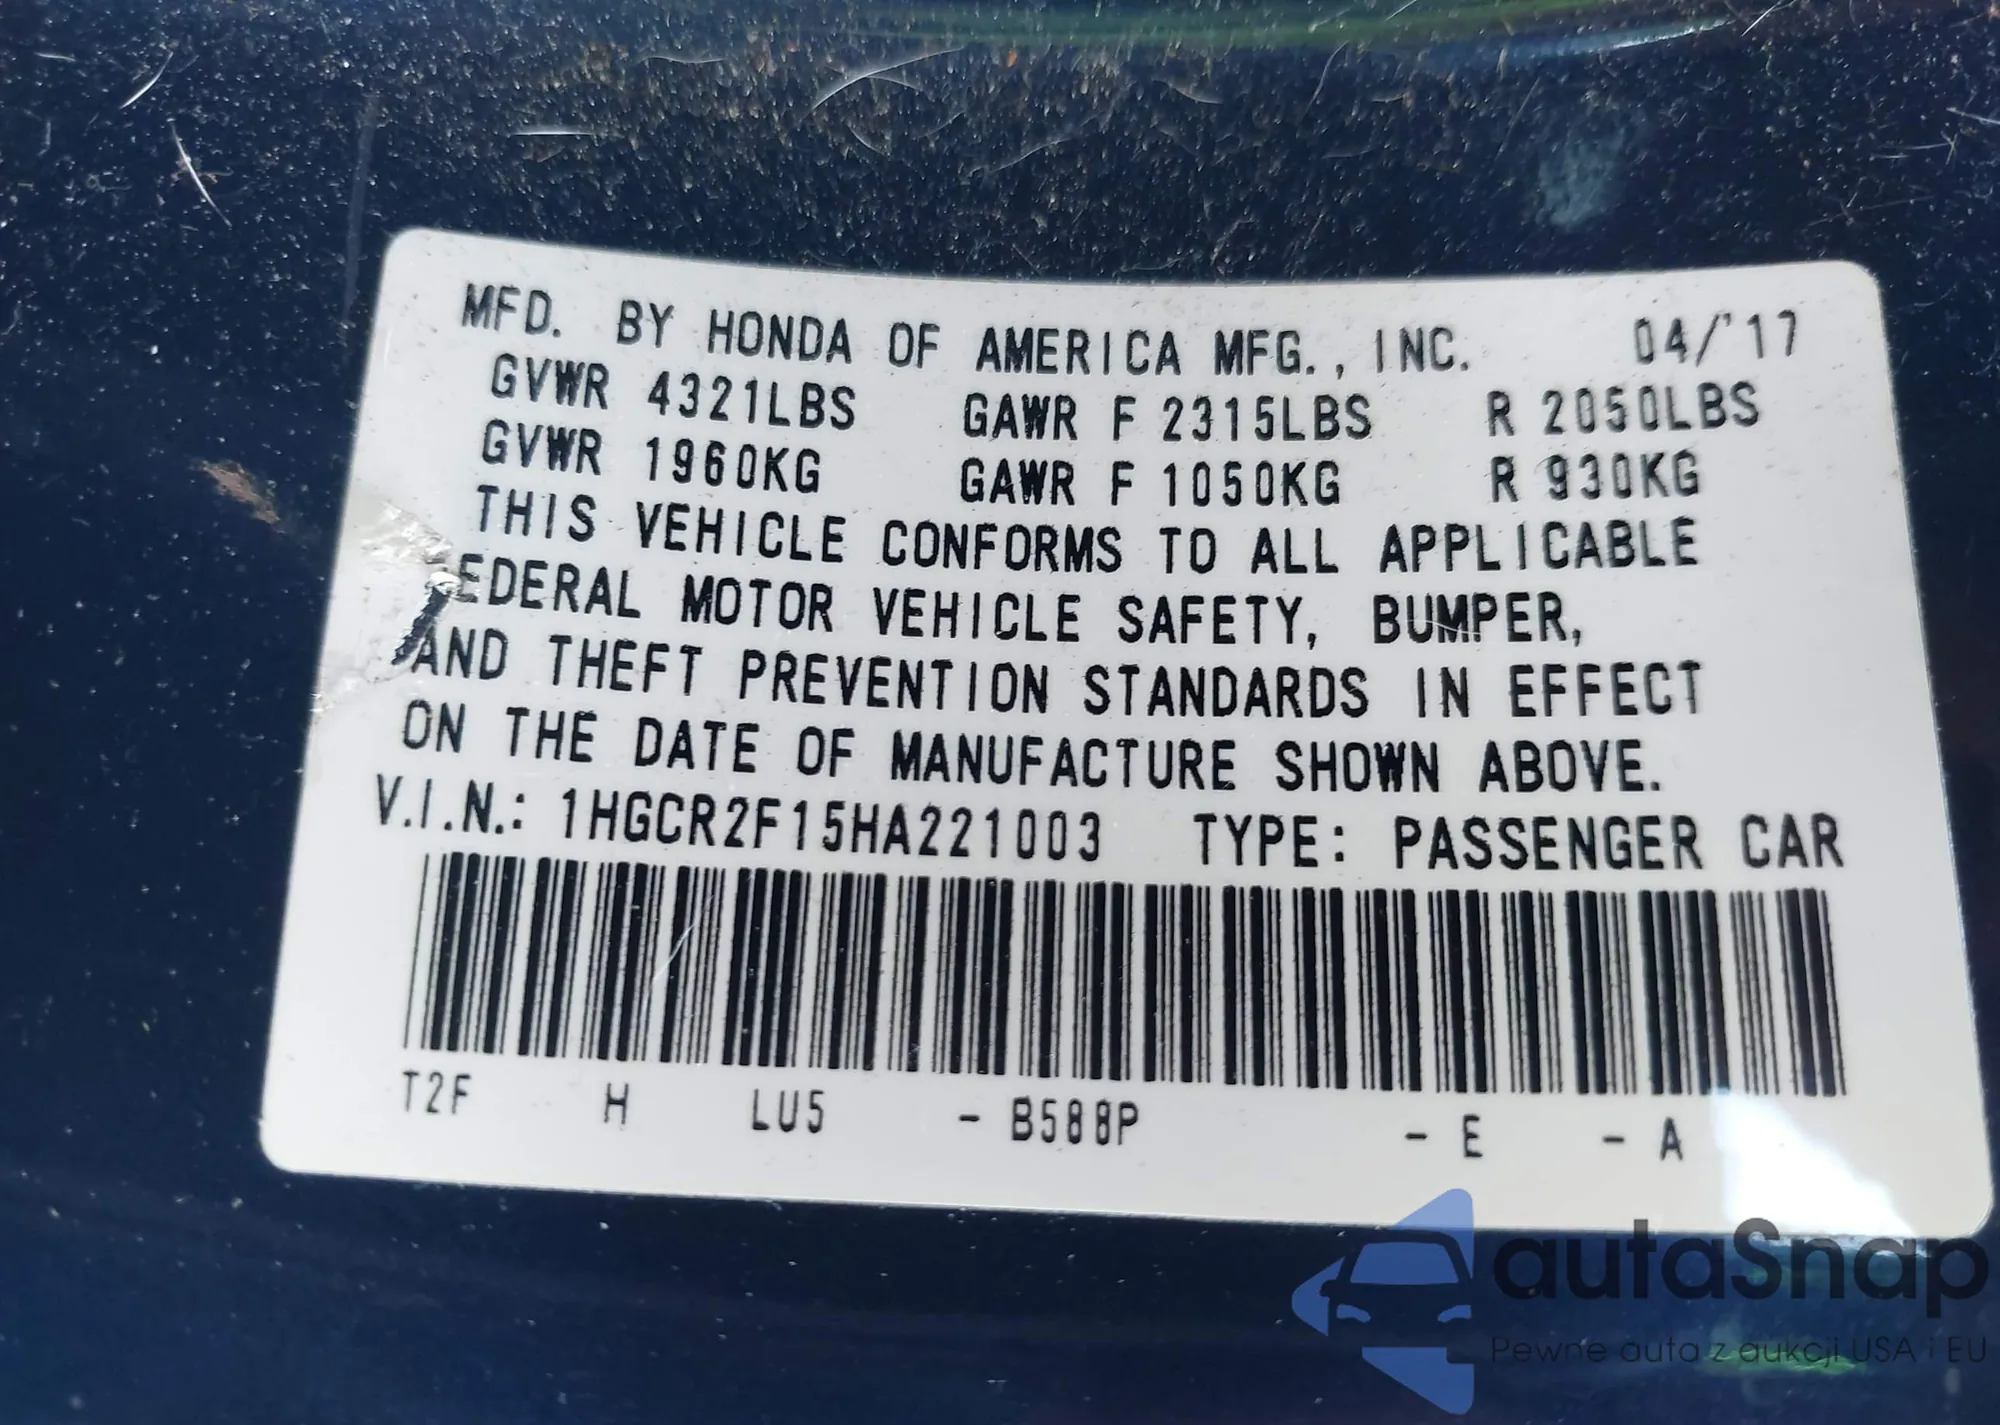 MFD. BY HONDA OF AMERICA MFG., INC. 04/'17
GVWR 4321LBS GAWR F 2315LBS R 2050LBS
GVWR 1960KG GAWR F 1050KG R 930KG
THIS VEHICLE CONFORMS TO ALL APPLICABLE
EDERAL MOTOR VEHICLE SAFETY, BUMPER,
AND THEFT PREVENTION STANDARDS IN EFFECT
ON THE DATE OF MANUFACTURE SHOWN ABOVE.
V.I.N.: 1HGCR2F15HA221003 TYPE: PASSENGER CAR
T2F H LU5 - B588P - E - A
autaSnap
Pewne auta z aukcji USA i EU